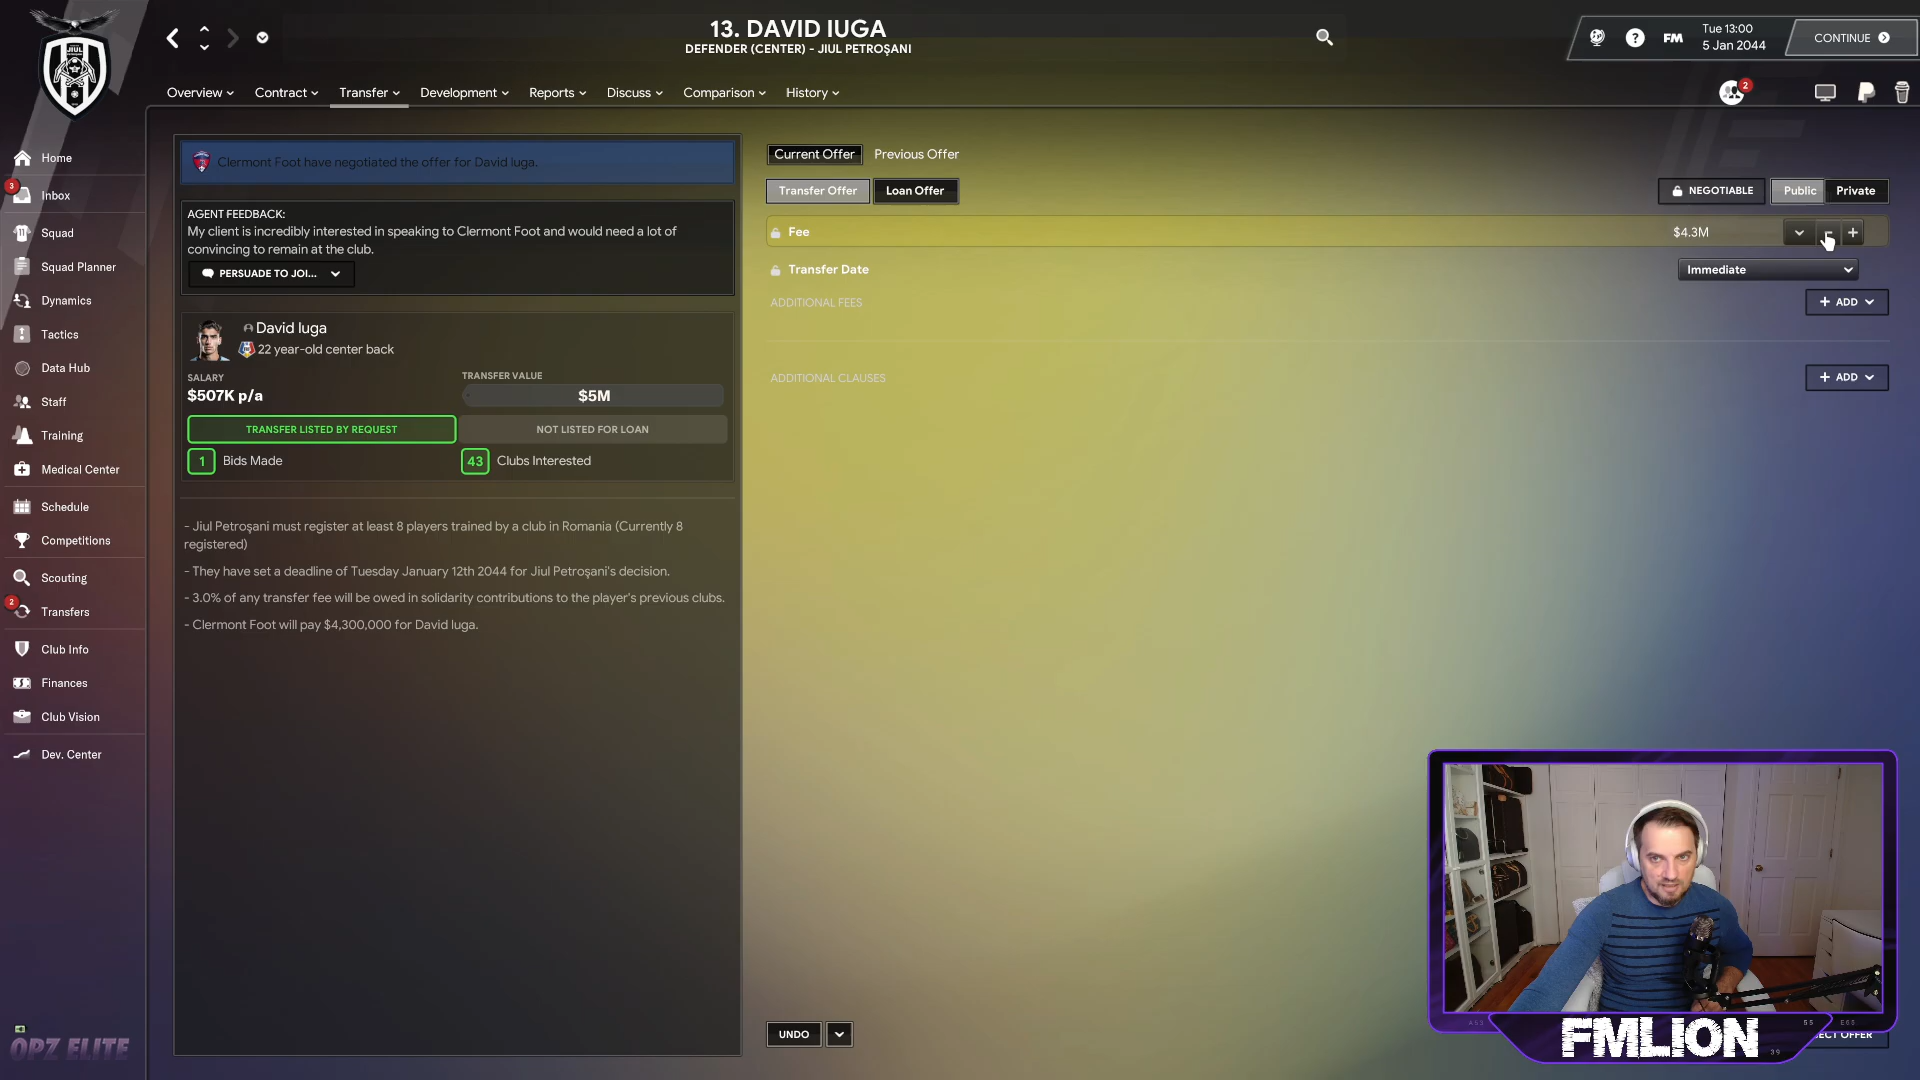 13. DAVID IUGA
DEFENDER (CENTER) - JIUL PETROȘANI
FM
Tue 13:00
5 Jan 2044
CONTINUE
Overview
Contract
Transfer
Development
Reports
Discuss
Comparison
History
2
Home
3
Inbox
Squad
Squad Planner
Dynamics
Tactics
Data Hub
Staff
Training
Medical Center
Schedule
Competitions
Scouting
2
Transfers
Club Info
Finances
Club Vision
Dev. Center
OPZ ELITE
Clermont Foot have negotiated the offer for David Iuga.
AGENT FEEDBACK:
My client is incredibly interested in speaking to Clermont Foot and would need a lot of
convincing to remain at the club.
PERSUADE TO JOI...
David Iuga
22 year-old center back
SALARY
$507K p/a
TRANSFER VALUE
$5M
TRANSFER LISTED BY REQUEST
NOT LISTED FOR LOAN
1 Bids Made
43 Clubs Interested
- Jiul Petroșani must register at least 8 players trained by a club in Romania (Currently 8
registered)
- They have set a deadline of Tuesday January 12th 2044 for Jiul Petroșani's decision.
- 3.0% of any transfer fee will be owed in solidarity contributions to the player's previous clubs.
- Clermont Foot will pay $4,300,000 for David Iuga.
Current Offer
Previous Offer
Transfer Offer
Loan Offer
NEGOTIABLE
Public
Private
Fee
$4.3M
Transfer Date
Immediate
ADDITIONAL FEES
+ ADD
ADDITIONAL CLAUSES
+ ADD
UNDO
FMLION
OFFER